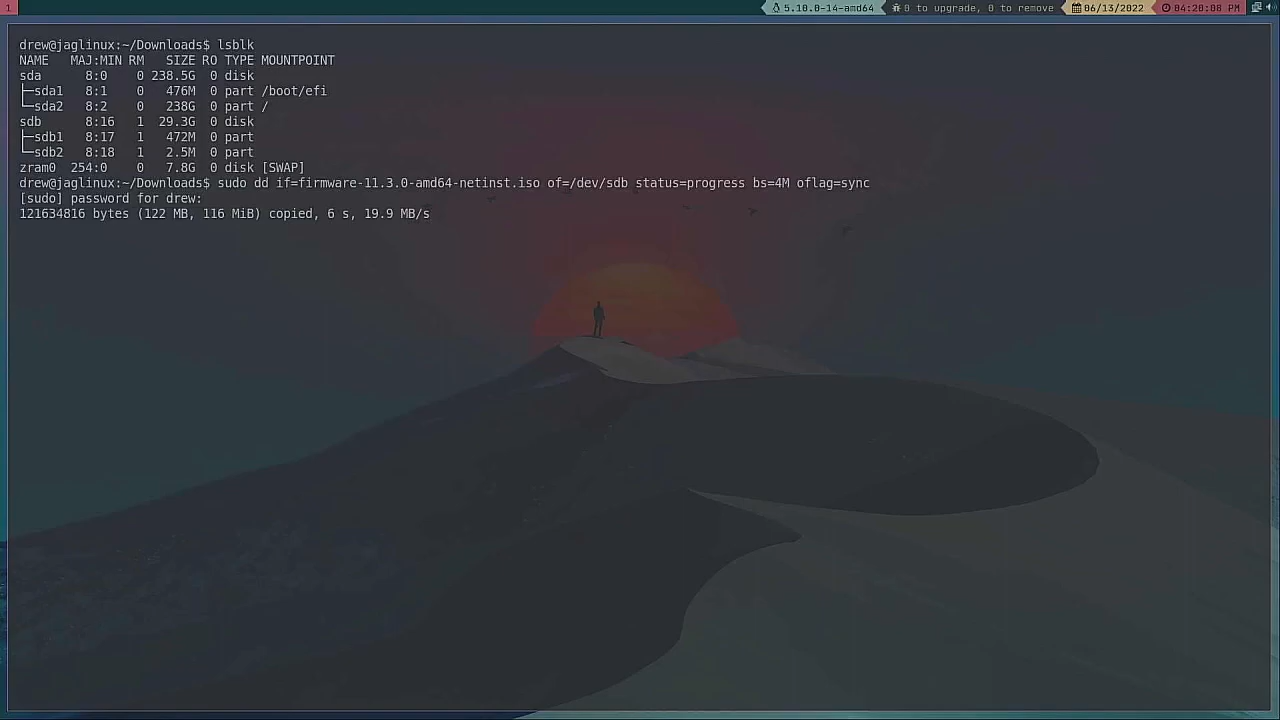 1 5.10.0-14-amd64 0 to upgrade, 0 to remove 06/13/2022 04:20:08 PM
drew@jaglinux:~/Downloads$ lsblk
NAME   MAJ:MIN RM   SIZE RO TYPE MOUNTPOINT
sda      8:0    0 238.5G  0 disk
├─sda1   8:1    0   476M  0 part /boot/efi
└─sda2   8:2    0   238G  0 part /
sdb      8:16   1  29.3G  0 disk
├─sdb1   8:17   1   472M  0 part
└─sdb2   8:18   1   2.5M  0 part
zram0  254:0    0   7.8G  0 disk [SWAP]
drew@jaglinux:~/Downloads$ sudo dd if=firmware-11.3.0-amd64-netinst.iso of=/dev/sdb status=progress bs=4M oflag=sync
[sudo] password for drew:
121634816 bytes (122 MB, 116 MiB) copied, 6 s, 19.9 MB/s